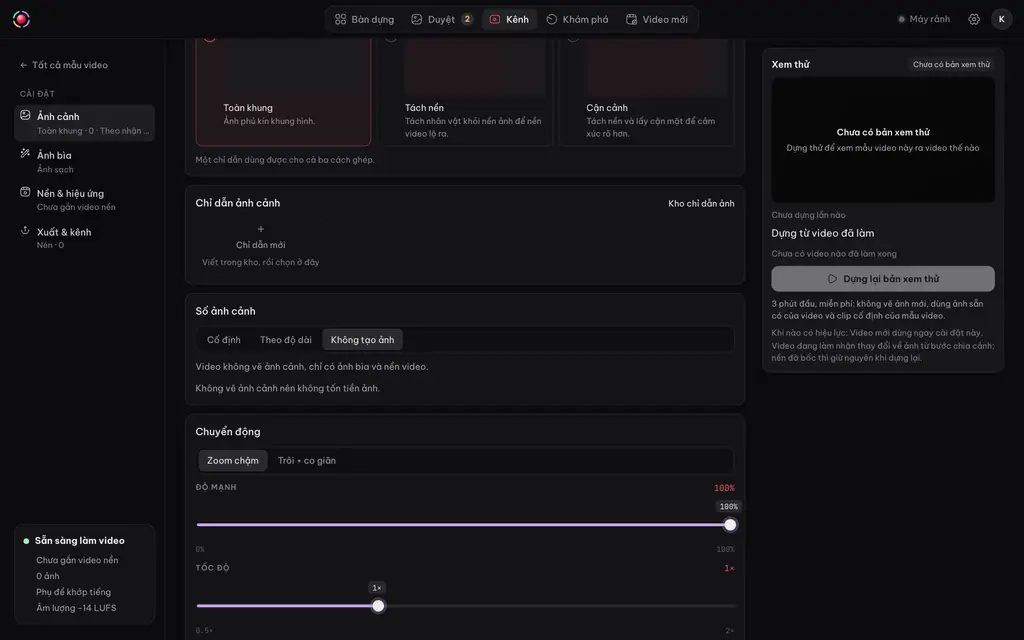 Bàn dựng
Duyệt 2
Kênh
Khám phá
Video mới
Máy rảnh
K
← Tất cả mẫu video
CÀI ĐẶT
Ảnh cảnh
Toàn khung · 0 · Theo nhận ...
Ảnh bìa
Ảnh sạch
Nền & hiệu ứng
Chưa gắn video nền
Xuất & kênh
Nén · 0
Sẵn sàng làm video
Chưa gắn video nền
0 ảnh
Phụ đề khớp tiếng
Âm lượng -14 LUFS
Toàn khung
Ảnh phủ kín khung hình.
Tách nền
Tách nhân vật khỏi nền ảnh để nền
video lộ ra.
Cận cảnh
Tách nền và lấy cận mặt để cảm
xúc rõ hơn.
Một chỉ dẫn dùng được cho cả ba cách ghép.
Chỉ dẫn ảnh cảnh
Kho chỉ dẫn ảnh
+
Chỉ dẫn mới
Viết trong kho, rồi chọn ở đây
Số ảnh cảnh
Cố định
Theo độ dài
Không tạo ảnh
Video không vẽ ảnh cảnh, chỉ có ảnh bìa và nền video.
Không vẽ ảnh cảnh nên không tốn tiền ảnh.
Chuyển động
Zoom chậm
Trôi + co giãn
ĐỘ MẠNH
100%
100%
0%
100%
TỐC ĐỘ
1×
1×
0.5×
2×
Xem thử
Chưa có bản xem thử
Chưa có bản xem thử
Dựng thử để xem mẫu video này ra video thế nào
Chưa dựng lần nào
Dựng từ video đã làm
Chưa có video nào đã làm xong
Dựng lại bản xem thử
3 phút đầu, miễn phí: không vẽ ảnh mới, dùng ảnh sẵn
có của video và clip cố định của mẫu video.
Khi nào có hiệu lực: Video mới dùng ngay cài đặt này.
Video đang làm nhận thay đổi về ảnh từ bước chia cảnh;
nền đã bốc thì giữ nguyên khi dựng lại.